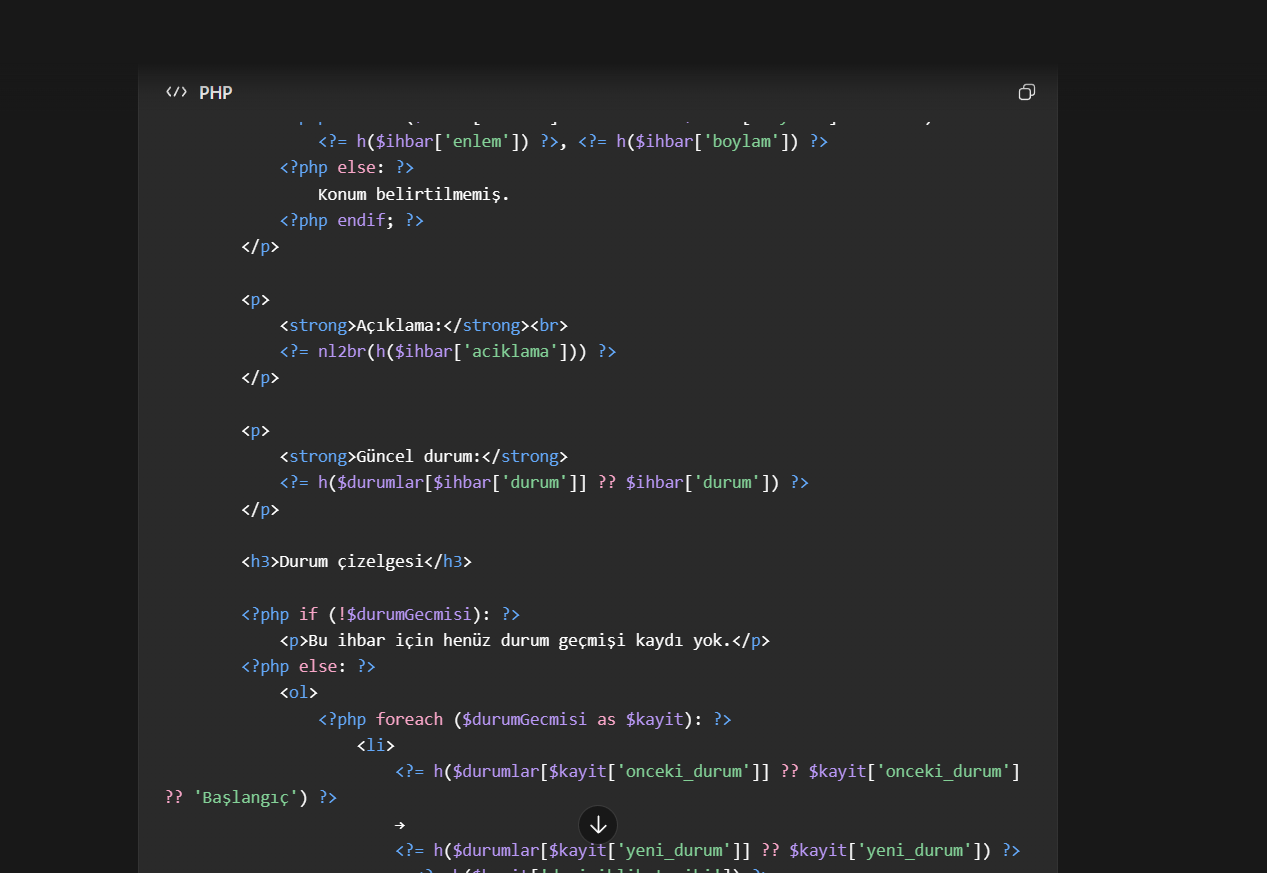 PHP
<?= h($ihbar['enlem']) ?>, <?= h($ihbar['boylam']) ?>
<?php else: ?>
Konum belirtilmemiş.
<?php endif; ?>
</p>
<p>
<strong>Açıklama:</strong><br>
<?= nl2br(h($ihbar['aciklama'])) ?>
</p>
<p>
<strong>Güncel durum:</strong>
<?= h($durumlar[$ihbar['durum']] ?? $ihbar['durum']) ?>
</p>
<h3>Durum çizelgesi</h3>
<?php if (!$durumGecmisi): ?>
<p>Bu ihbar için henüz durum geçmişi kaydı yok.</p>
<?php else: ?>
<ol>
<?php foreach ($durumGecmisi as $kayit): ?>
<li>
<?= h($durumlar[$kayit['onceki_durum']] ?? $kayit['onceki_durum']
?? 'Başlangıç') ?>
→
<?= h($durumlar[$kayit['yeni_durum']] ?? $kayit['yeni_durum']) ?>